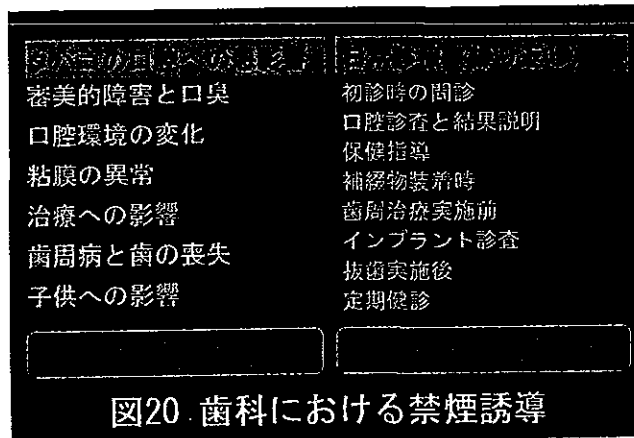 審美的障害と口臭
口腔環境の変化
粘膜の異常
治療への影響
歯周病と歯の喪失
子供への影響
初診時の問診
口腔診査と結果説明
保健指導
補綴物装着時
歯周治療実施前
インプラント診査
抜歯実施後
定期健診
図20 歯科における禁煙誘導